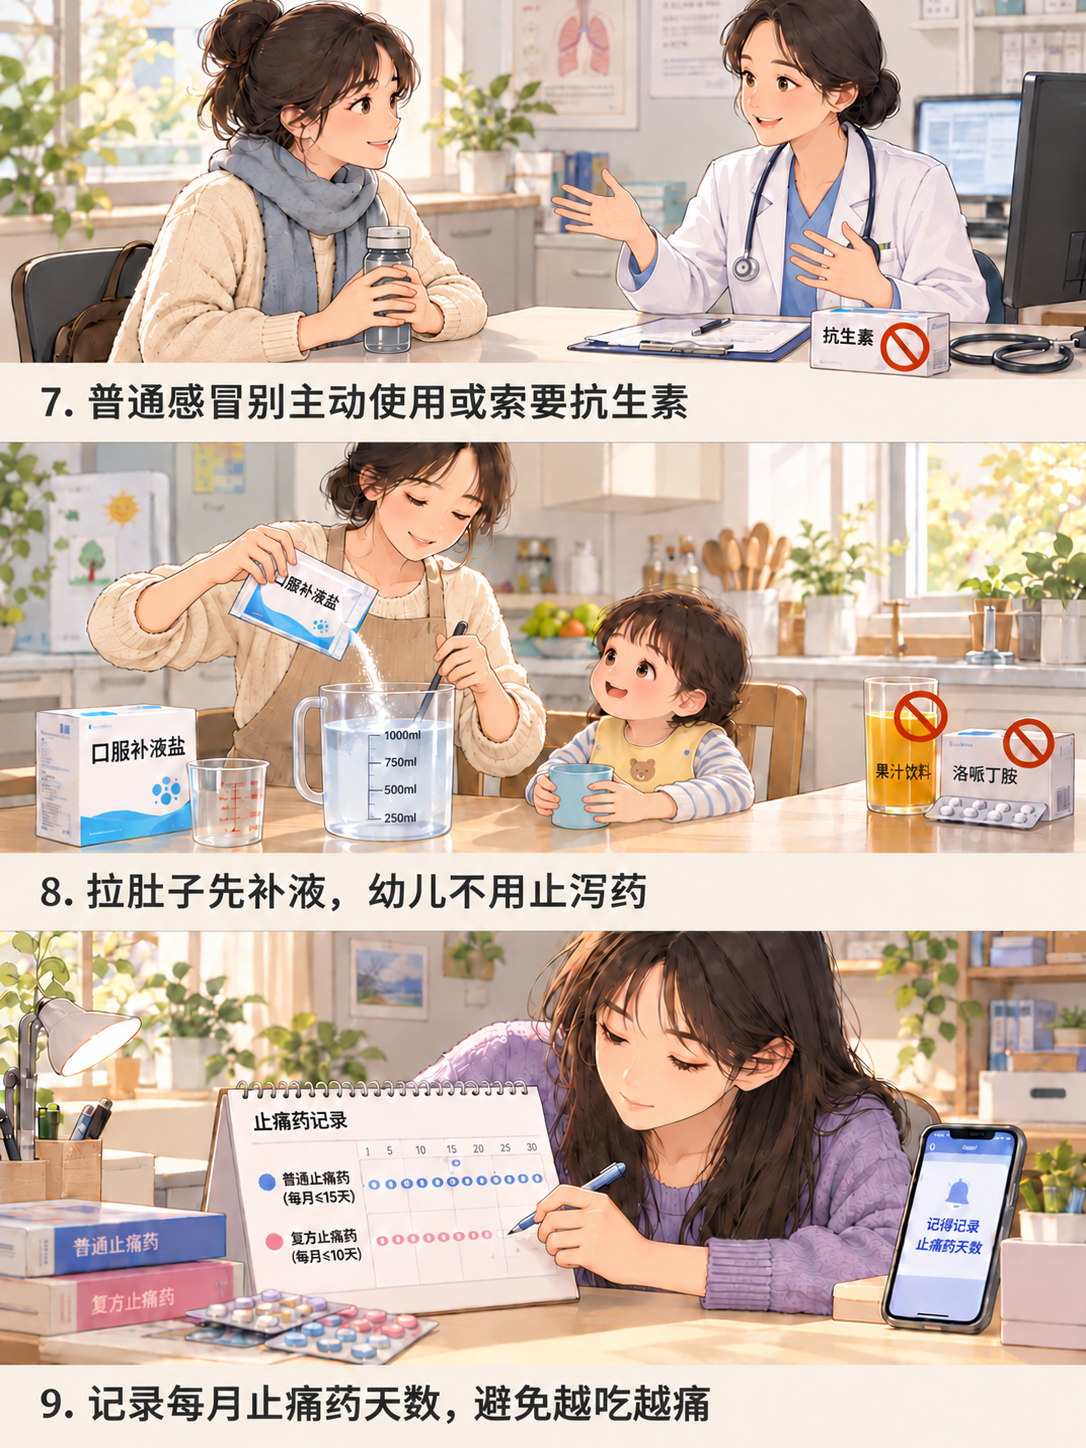 抗生素
7. 普通感冒别主动使用或索要抗生素
口服补液盐
口服补液盐
1000ml
750ml
500ml
250ml
果汁饮料
洛哌丁胺
8. 拉肚子先补液，幼儿不用止泻药
止痛药记录
1 5 10 15 20 25 30
普通止痛药
(每月≤15天)
复方止痛药
(每月≤10天)
普通止痛药
复方止痛药
记得记录
止痛药天数
9. 记录每月止痛药天数，避免越吃越痛